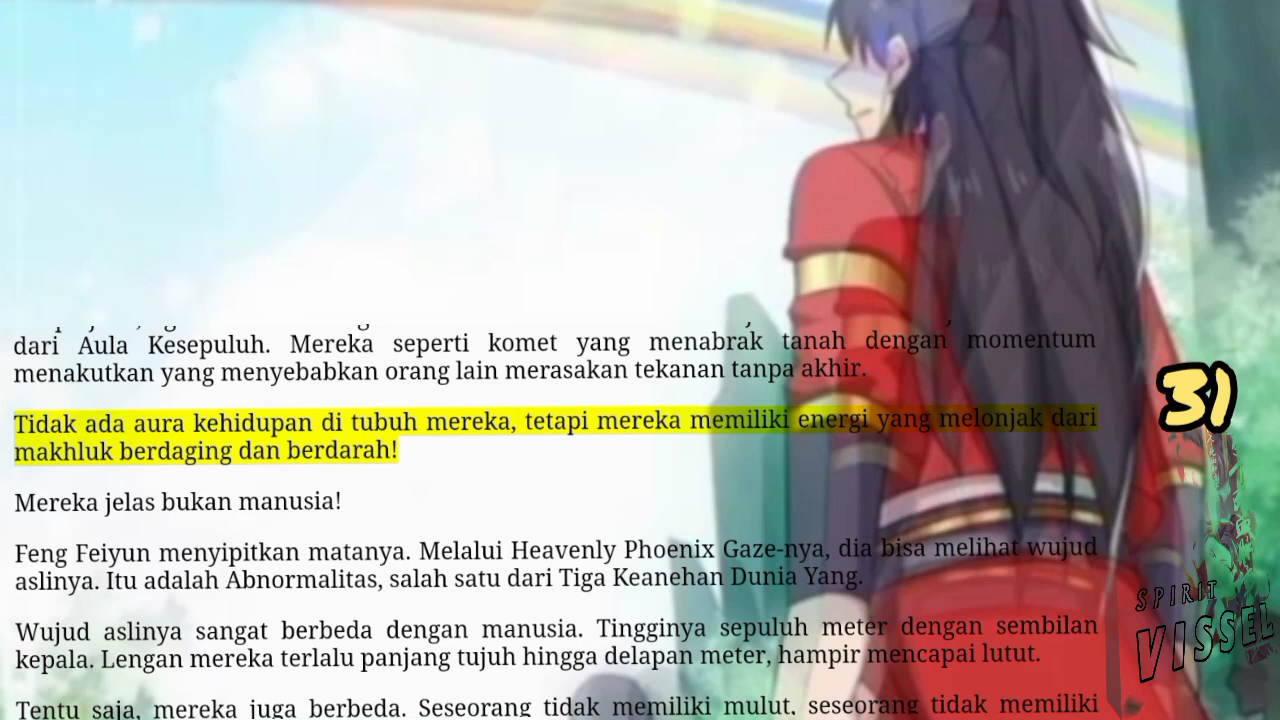 dari Aula Kesepuluh. Mereka seperti komet yang menabrak tanah dengan momentum
menakutkan yang menyebabkan orang lain merasakan tekanan tanpa akhir.
Tidak ada aura kehidupan di tubuh mereka, tetapi mereka memiliki energi yang melonjak dari
makhluk berdaging dan berdarah!
Mereka jelas bukan manusia!
Feng Feiyun menyipitkan matanya. Melalui Heavenly Phoenix Gaze-nya, dia bisa melihat wujud
aslinya. Itu adalah Abnormalitas, salah satu dari Tiga Keanehan Dunia Yang.
Wujud aslinya sangat berbeda dengan manusia. Tingginya sepuluh meter dengan sembilan
kepala. Lengan mereka terlalu panjang tujuh hingga delapan meter, hampir mencapai lutut.
Tentu saja, mereka juga berbeda. Seseorang tidak memiliki mulut, seseorang tidak memiliki
31
SPIRIT
VISSEL